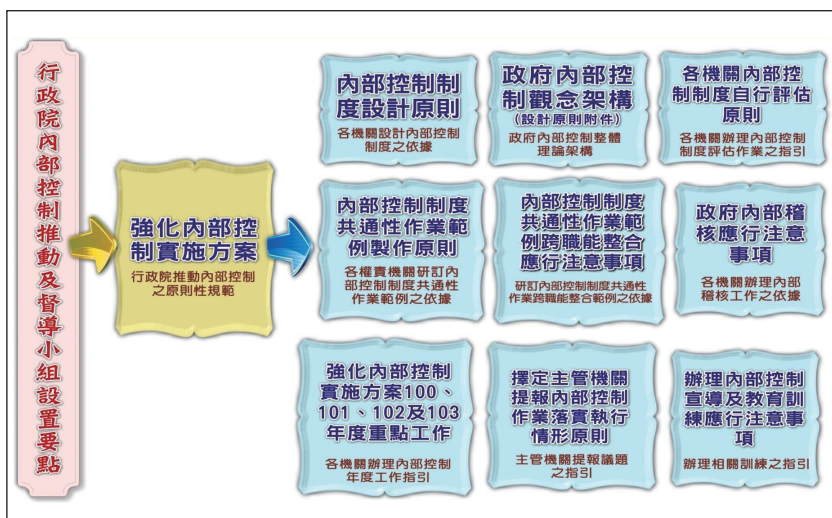 行政院內部控制推動及督導小組設置要點
強化內部控
制實施方案
行政院推動內部控制
之原則性規範
內部控制制
度設計原則
各機關設計內部控制
制度之依據
政府內部控
制觀念架構
(設計原則附件)
政府內部控制整體
理論架構
各機關內部控
制制度自行評估
原則
各機關辦理內部控制
制度評估作業之指引
內部控制制度
共通性作業範
例製作原則
各權責機關研訂內
部控制制度共通性
作業範例之依據
內部控制制度
共通性作業範
例跨職能整合
應行注意事項
研訂內部控制制度共通性
作業跨職能整合範例之依據
政府內部稽
核應行注意
事項
各機關辦理內部
稽核工作之依據
強化內部控制
實施方案100、
101、102及103
年度重點工作
各機關辦理內部控制
年度工作指引
擇定主管機關
提報內部控制
作業落實執行
情形原則
主管機關提報議題
之指引
辦理內部控制
宣導及教育訓
練應行注意事
項
辦理相關訓練之指引